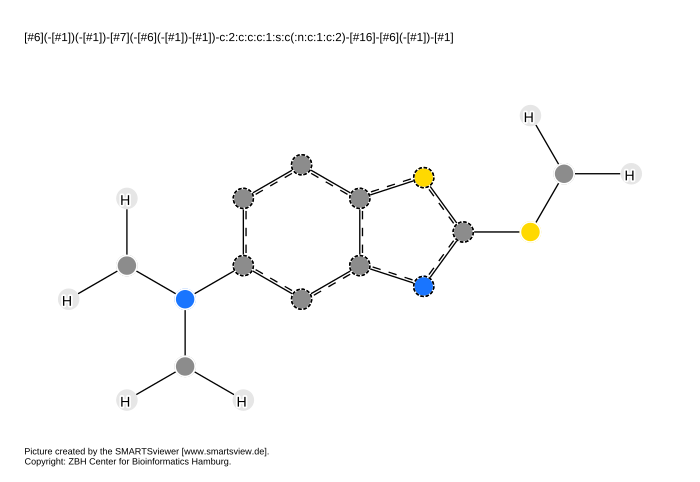 [#6](-[#1])(-[#1])-[#7](-[#6](-[#1])-[#1])-c:2:c:c:c:1:s:c(:n:c:1:c:2)-[#16]-[#6](-[#1])-[#1]
H
H
H
H
H
H
Picture created by the SMARTSviewer [www.smartsview.de].
Copyright: ZBH Center for Bioinformatics Hamburg.